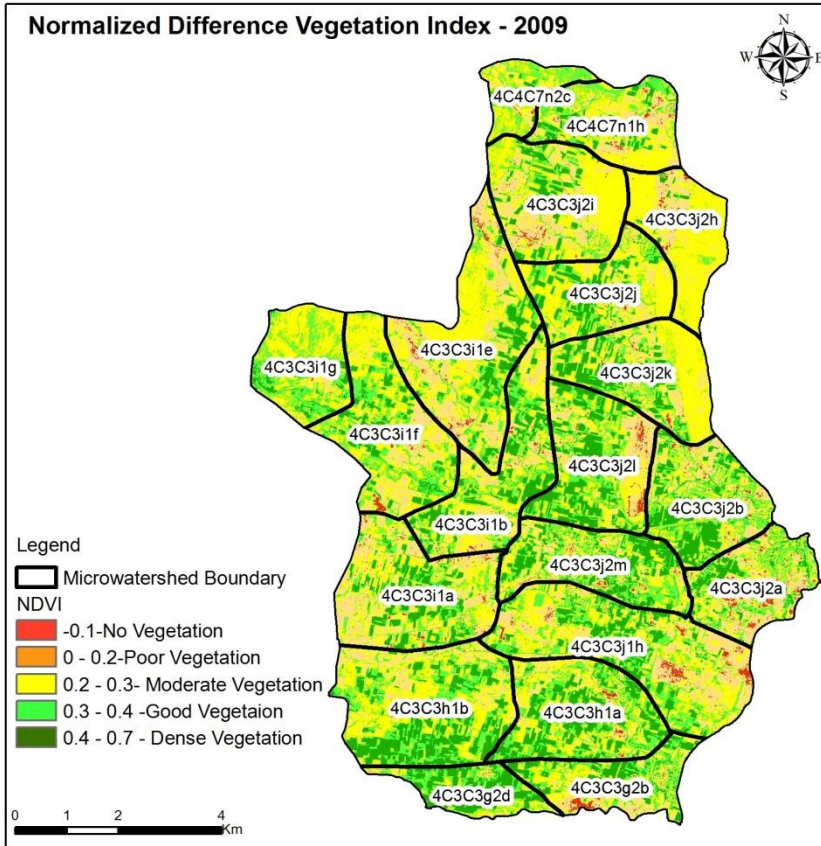 Normalized Difference Vegetation Index - 2009
N
W E
S
4C4C7n2c
4C4C7n1h
4C3C3j2i
4C3C3j2h
4C3C3j2j
4C3C3i1e
4C3C3i1g
4C3C3j2k
4C3C3i1f
4C3C3j2l
4C3C3j2b
4C3C3i1b
4C3C3j2m
4C3C3i1a
4C3C3j2a
4C3C3j1h
4C3C3h1b
4C3C3h1a
4C3C3g2d
4C3C3g2b
Legend
Microwatershed Boundary
NDVI
-0.1-No Vegetation
0 - 0.2-Poor Vegetation
0.2 - 0.3- Moderate Vegetation
0.3 - 0.4 -Good Vegetaion
0.4 - 0.7 - Dense Vegetation
0 1 2 4
Km